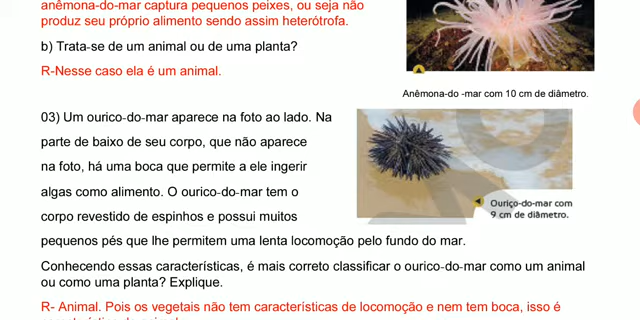 anêmona-do-mar captura pequenos peixes, ou seja não
produz seu próprio alimento sendo assim heterótrofa.
b) Trata-se de um animal ou de uma planta?
R-Nesse caso ela é um animal.
Anêmona-do -mar com 10 cm de diâmetro.
03) Um ourico-do-mar aparece na foto ao lado. Na
parte de baixo de seu corpo, que não aparece
na foto, há uma boca que permite a ele ingerir
algas como alimento. O ourico-do-mar tem o
corpo revestido de espinhos e possui muitos
pequenos pés que lhe permitem uma lenta locomoção pelo fundo do mar.
Ouriço-do-mar com
9 cm de diâmetro.
Conhecendo essas características, é mais correto classificar o ourico-do-mar como um animal
ou como uma planta? Explique.
R- Animal. Pois os vegetais não tem características de locomoção e nem tem boca, isso é